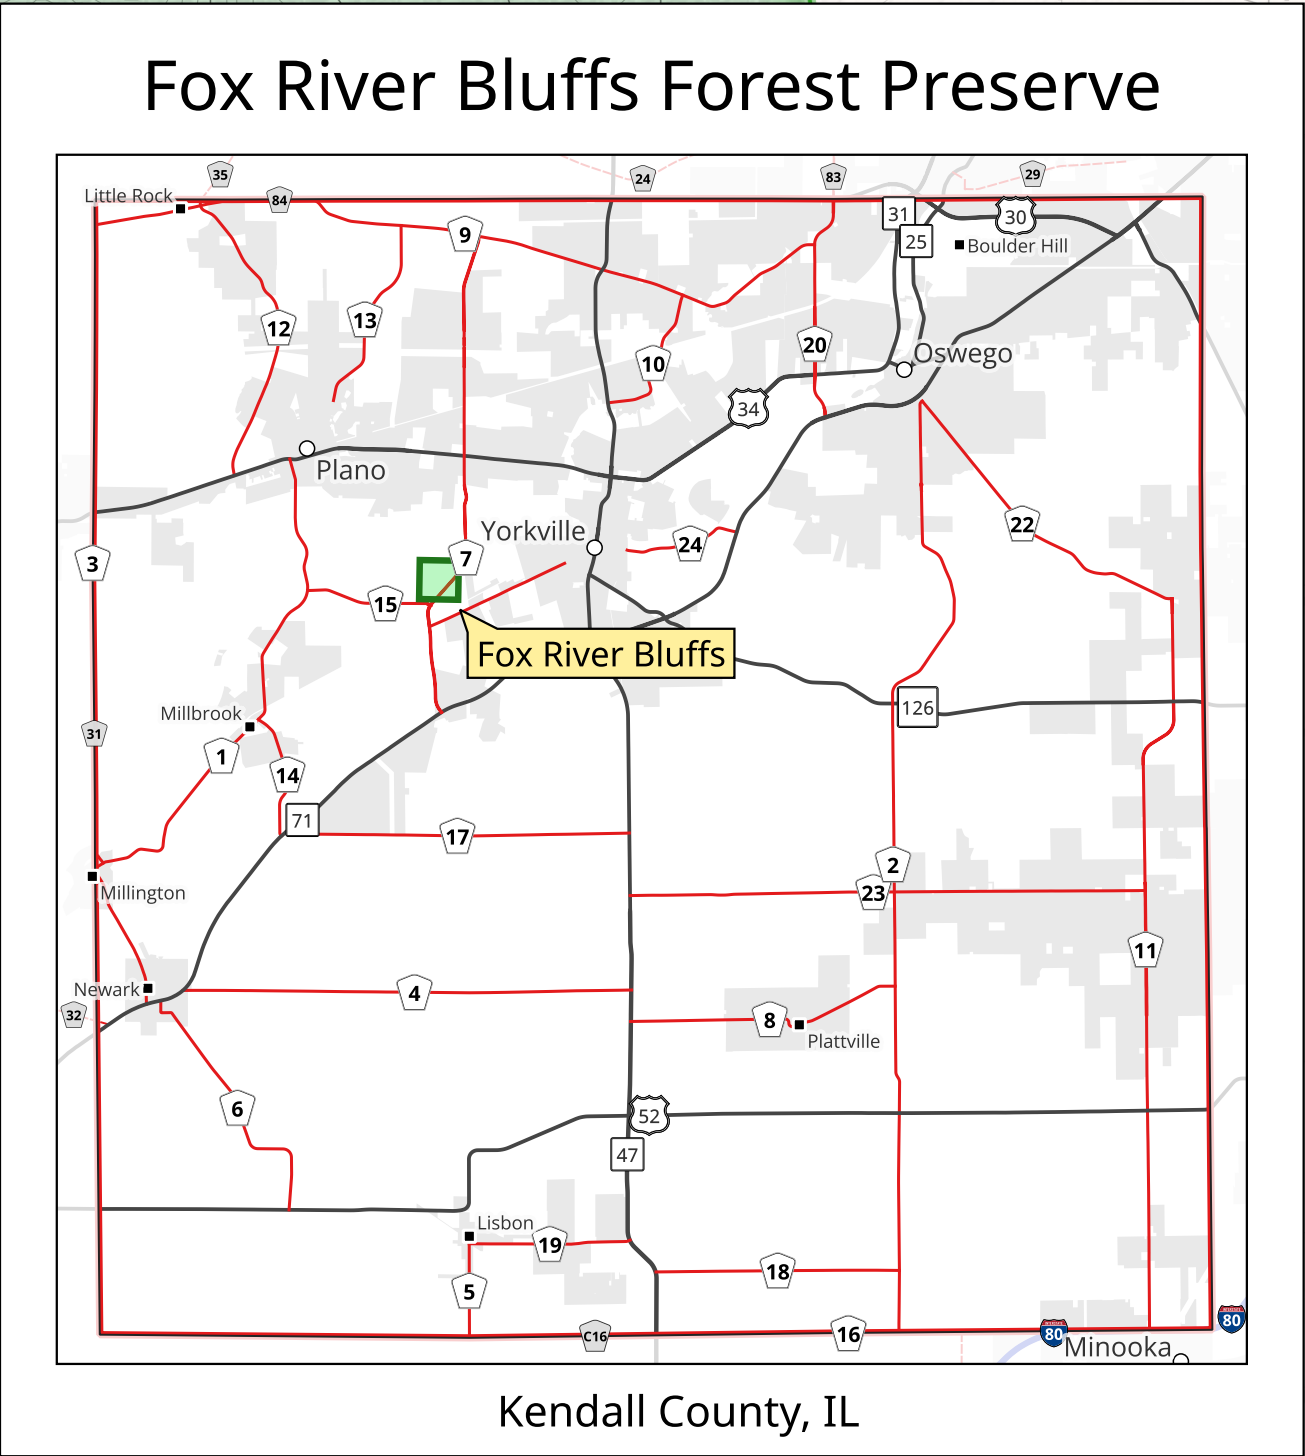 Fox River Bluffs Forest Preserve
35
24
83
29
Little Rock
84
31
30
9
25
Boulder Hill
12
13
20
10
Oswego
34
Plano
22
Yorkville
24
3
7
15
Fox River Bluffs
126
Millbrook
31
1
14
71
17
2
23
Millington
11
Newark
4
32
8
Plattville
6
52
47
Lisbon
19
18
5
C16
16
80
80
Minooka
Kendall County, IL